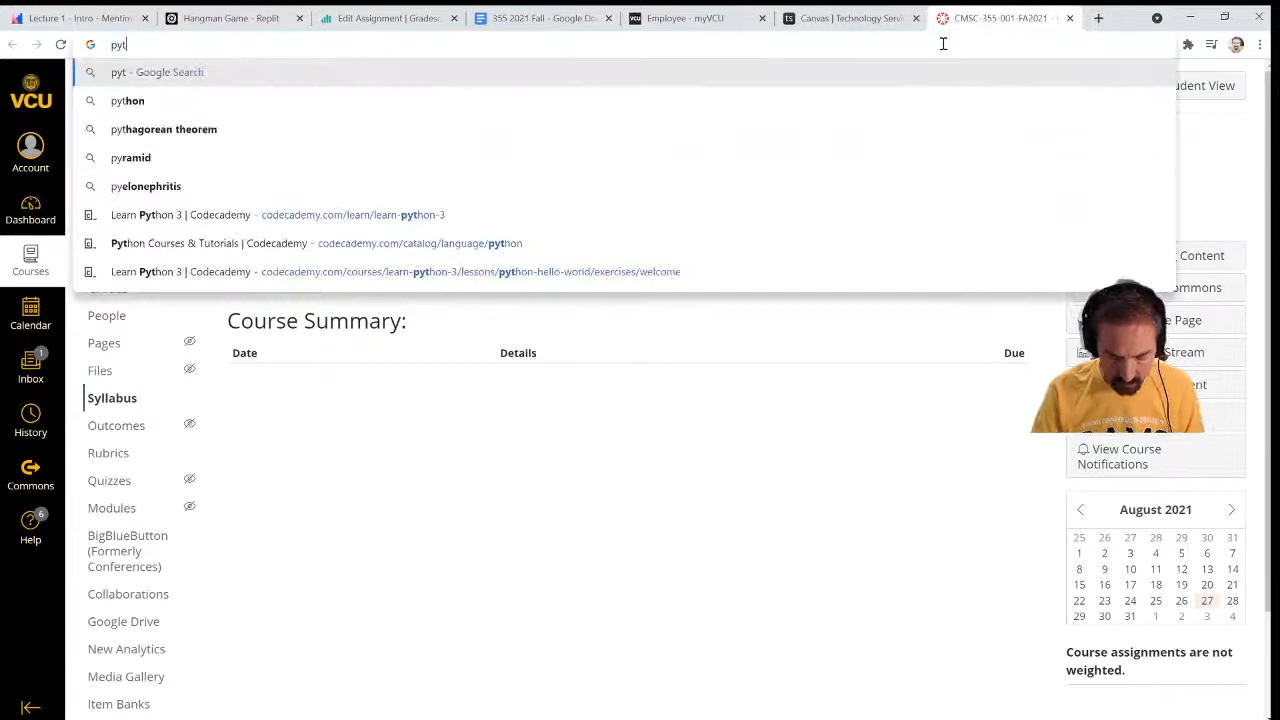 Lecture 1 - Intro - Mentim
Hangman Game - Replit
Edit Assignment | Gradesc
355 2021 Fall - Google Do
Employee - myVCU
Canvas | Technology Servic
CMSC-355-001-FA2021 -
pyt
pyt - Google Search
python
pythagorean theorem
pyramid
pyelonephritis
Learn Python 3 | Codecademy - codecademy.com/learn/learn-python-3
Python Courses & Tutorials | Codecademy - codecademy.com/catalog/language/python
Learn Python 3 | Codecademy - codecademy.com/courses/learn-python-3/lessons/python-hello-world/exercises/welcome
VCU
Account
Dashboard
Courses
Calendar
1
Inbox
History
Commons
6
Help
People
Pages
Files
Syllabus
Outcomes
Rubrics
Quizzes
Modules
BigBlueButton
(Formerly
Conferences)
Collaborations
Google Drive
New Analytics
Media Gallery
Item Banks
Course Summary:
Date Details Due
udent View
Content
ommons
Page
Stream
View Course
Notifications
August 2021
25 26 27 28 29 30 31
1 2 3 4 5 6 7
8 9 10 11 12 13 14
15 16 17 18 19 20 21
22 23 24 25 26 27 28
29 30 31 1 2 3 4
Course assignments are not
weighted.